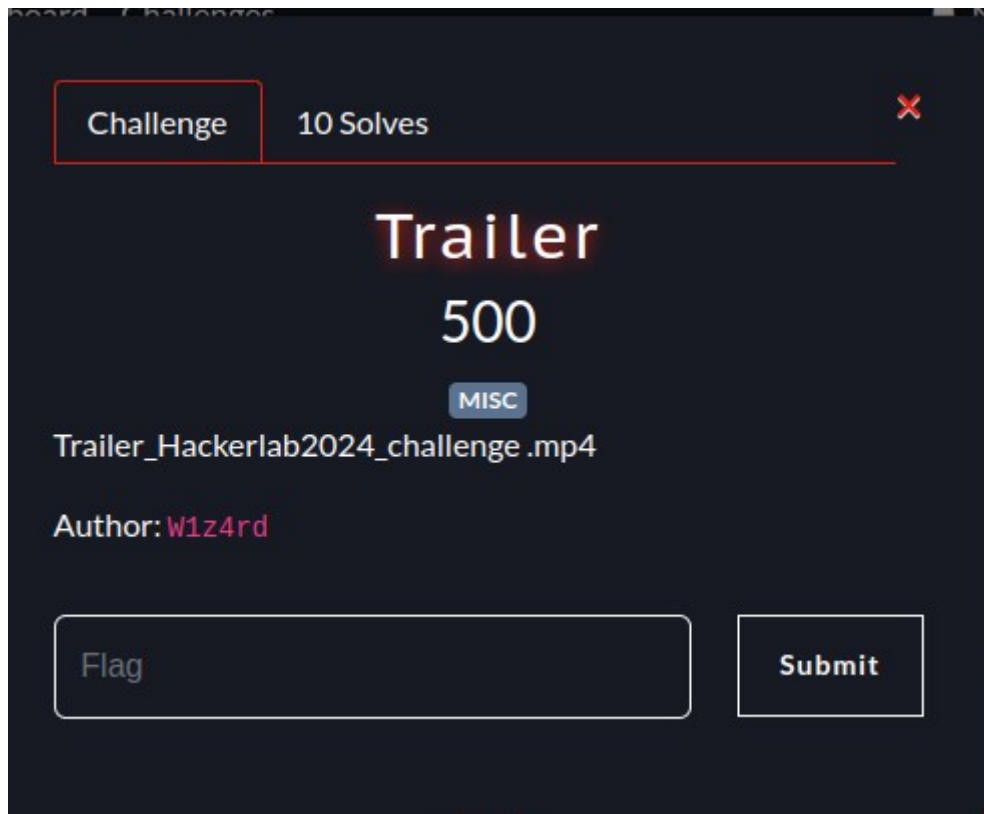 Challenge 10 Solves ×
Trailer
500
MISC
Trailer_Hackerlab2024_challenge .mp4
Author: W1z4rd
Flag Submit